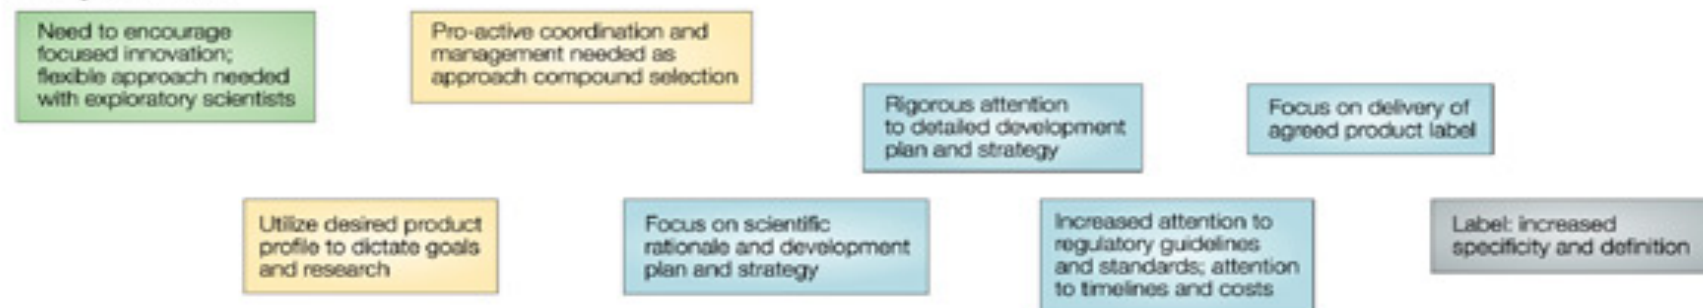 Need to encourage
focused innovation;
flexible approach needed
with exploratory scientists
Pro-active coordination and
management needed as
approach compound selection
Rigorous attention
to detailed development
plan and strategy
Focus on delivery of
agreed product label
Utilize desired product
profile to dictate goals
and research
Focus on scientific
rationale and development
plan and strategy
Increased attention to
regulatory guidelines
and standards; attention
to timelines and costs
Label: increased
specificity and definition